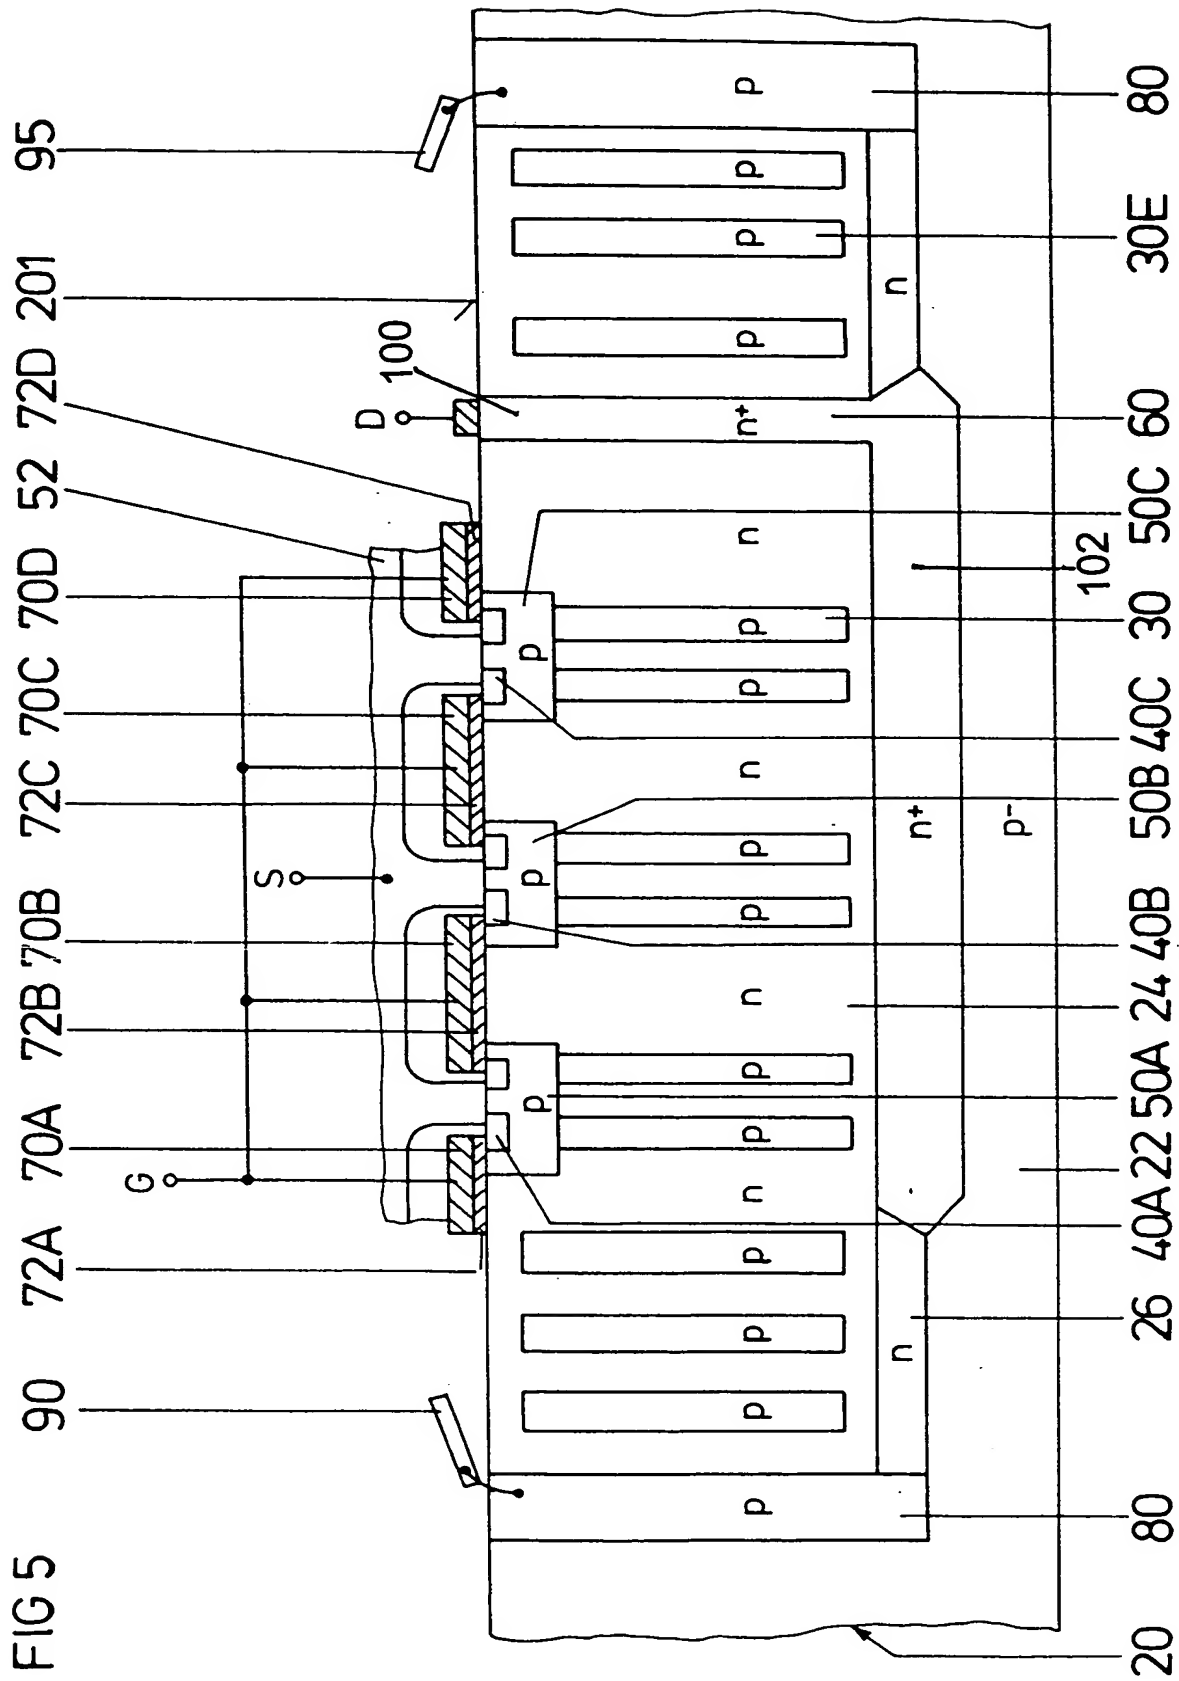 FIG 5
90 72A 70A 72B 70B 72C 70C 70D 52 72D 201 95
G S D 100
p p p
p p p p n p p n p p n p p n n⁺ p p p p
n n⁺ n
p⁻
102
20 80 26 40A 22 50A 24 40B 50B 40C 30 50C 60 30E 80